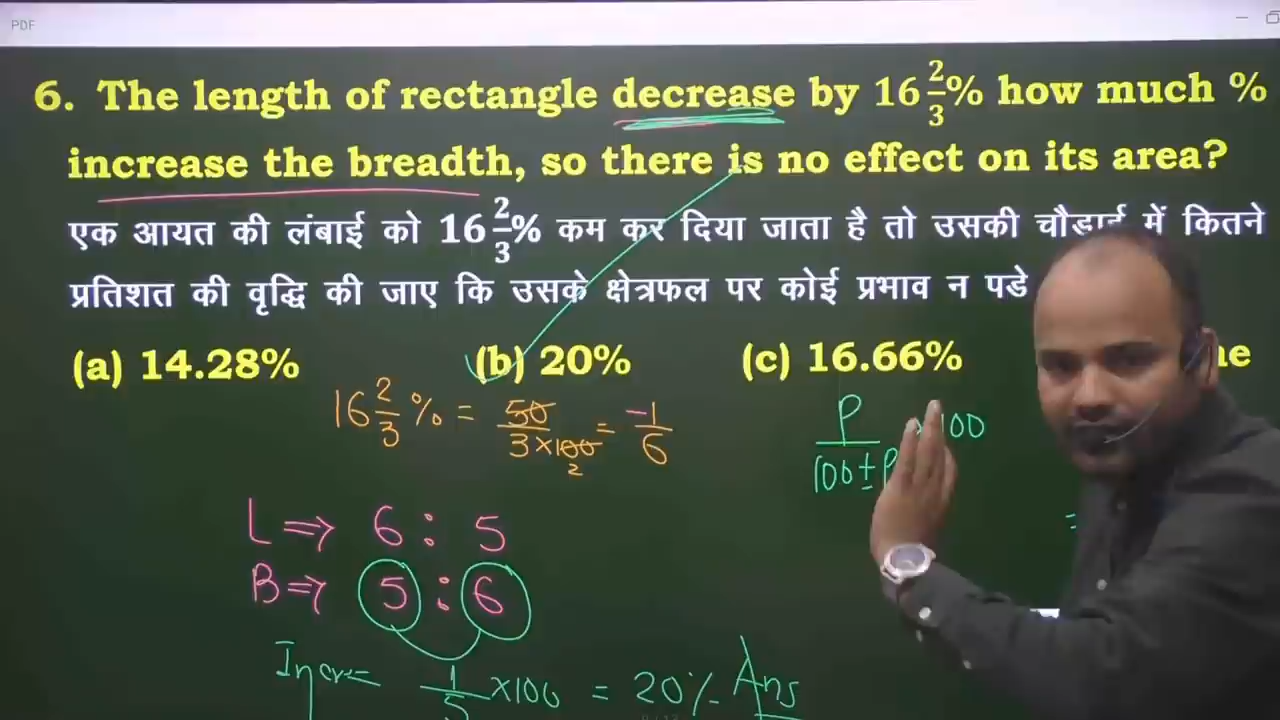 PDF
6. The length of rectangle decrease by 16 2/3% how much %
increase the breadth, so there is no effect on its area?
एक आयत की लंबाई को 16 2/3% कम कर दिया जाता है तो उसकी चौड़ाई में कितने
प्रतिशत की वृद्धि की जाए कि उसके क्षेत्रफल पर कोई प्रभाव न पडे
(a) 14.28% (b) 20% (c) 16.66%
16 2/3 % = 50/3×100 2 = -1/6
P/100±P ×100
L ⇒ 6 : 5
B ⇒ 5 : 6
=
1/5 ×100 = 20% Ans